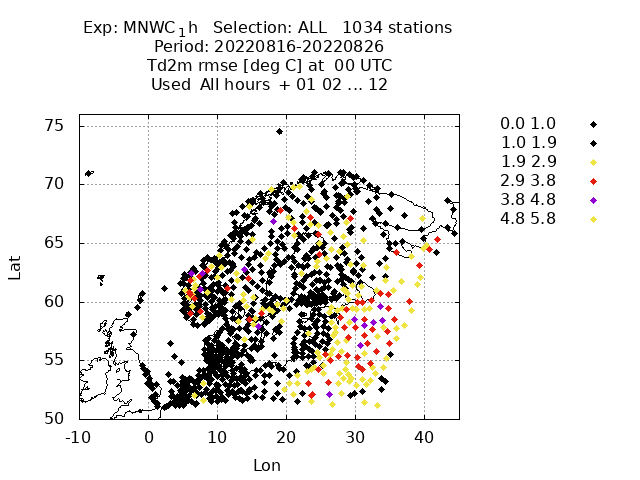 Exp: MNWC₁h Selection: ALL 1034 stations
Period: 20220816-20220826
Td2m rmse [deg C] at 00 UTC
Used All hours + 01 02 ... 12
75
70
65
60
55
50
Lat
-10 0 10 20 30 40
Lon
0.0 1.0
1.0 1.9
1.9 2.9
2.9 3.8
3.8 4.8
4.8 5.8